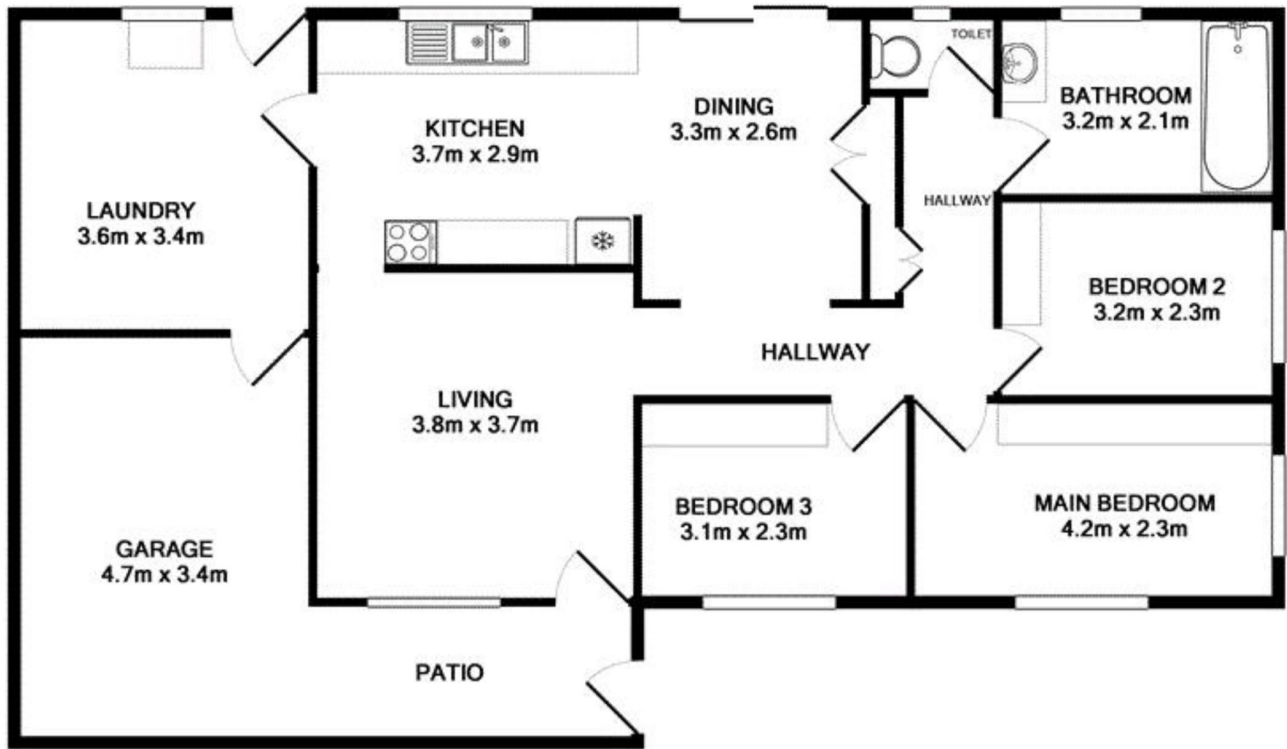 TOILET
KITCHEN
3.7m x 2.9m
DINING
3.3m x 2.6m
BATHROOM
3.2m x 2.1m
LAUNDRY
3.6m x 3.4m
HALLWAY
BEDROOM 2
3.2m x 2.3m
HALLWAY
LIVING
3.8m x 3.7m
BEDROOM 3
3.1m x 2.3m
MAIN BEDROOM
4.2m x 2.3m
GARAGE
4.7m x 3.4m
PATIO